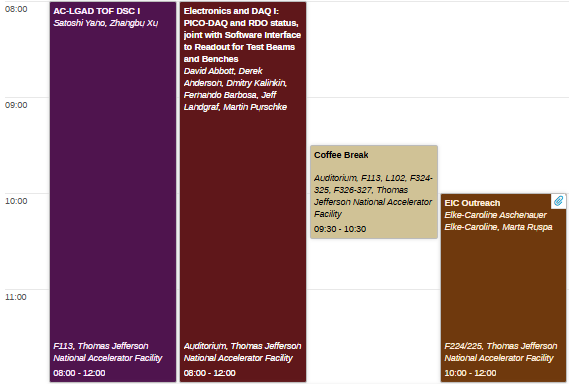 08:00
09:00
10:00
11:00
AC-LGAD TOF DSC I
Satoshi Yano, Zhangbu Xu
F113, Thomas Jefferson
National Accelerator Facility
08:00 - 12:00
Electronics and DAQ I:
PICO-DAQ and RDO status,
joint with Software Interface
to Readout for Test Beams
and Benches
David Abbott, Derek
Anderson, Dmitry Kalinkin,
Fernando Barbosa, Jeff
Landgraf, Martin Purschke
Auditorium, Thomas Jefferson
National Accelerator Facility
08:00 - 12:00
Coffee Break
Auditorium, F113, L102, F324-
325, F326-327, Thomas
Jefferson National Accelerator
Facility
09:30 - 10:30
EIC Outreach
Elke-Caroline Aschenauer
Elke-Caroline, Marta Ruspa
F224/225, Thomas Jefferson
National Accelerator Facility
10:00 - 12:00